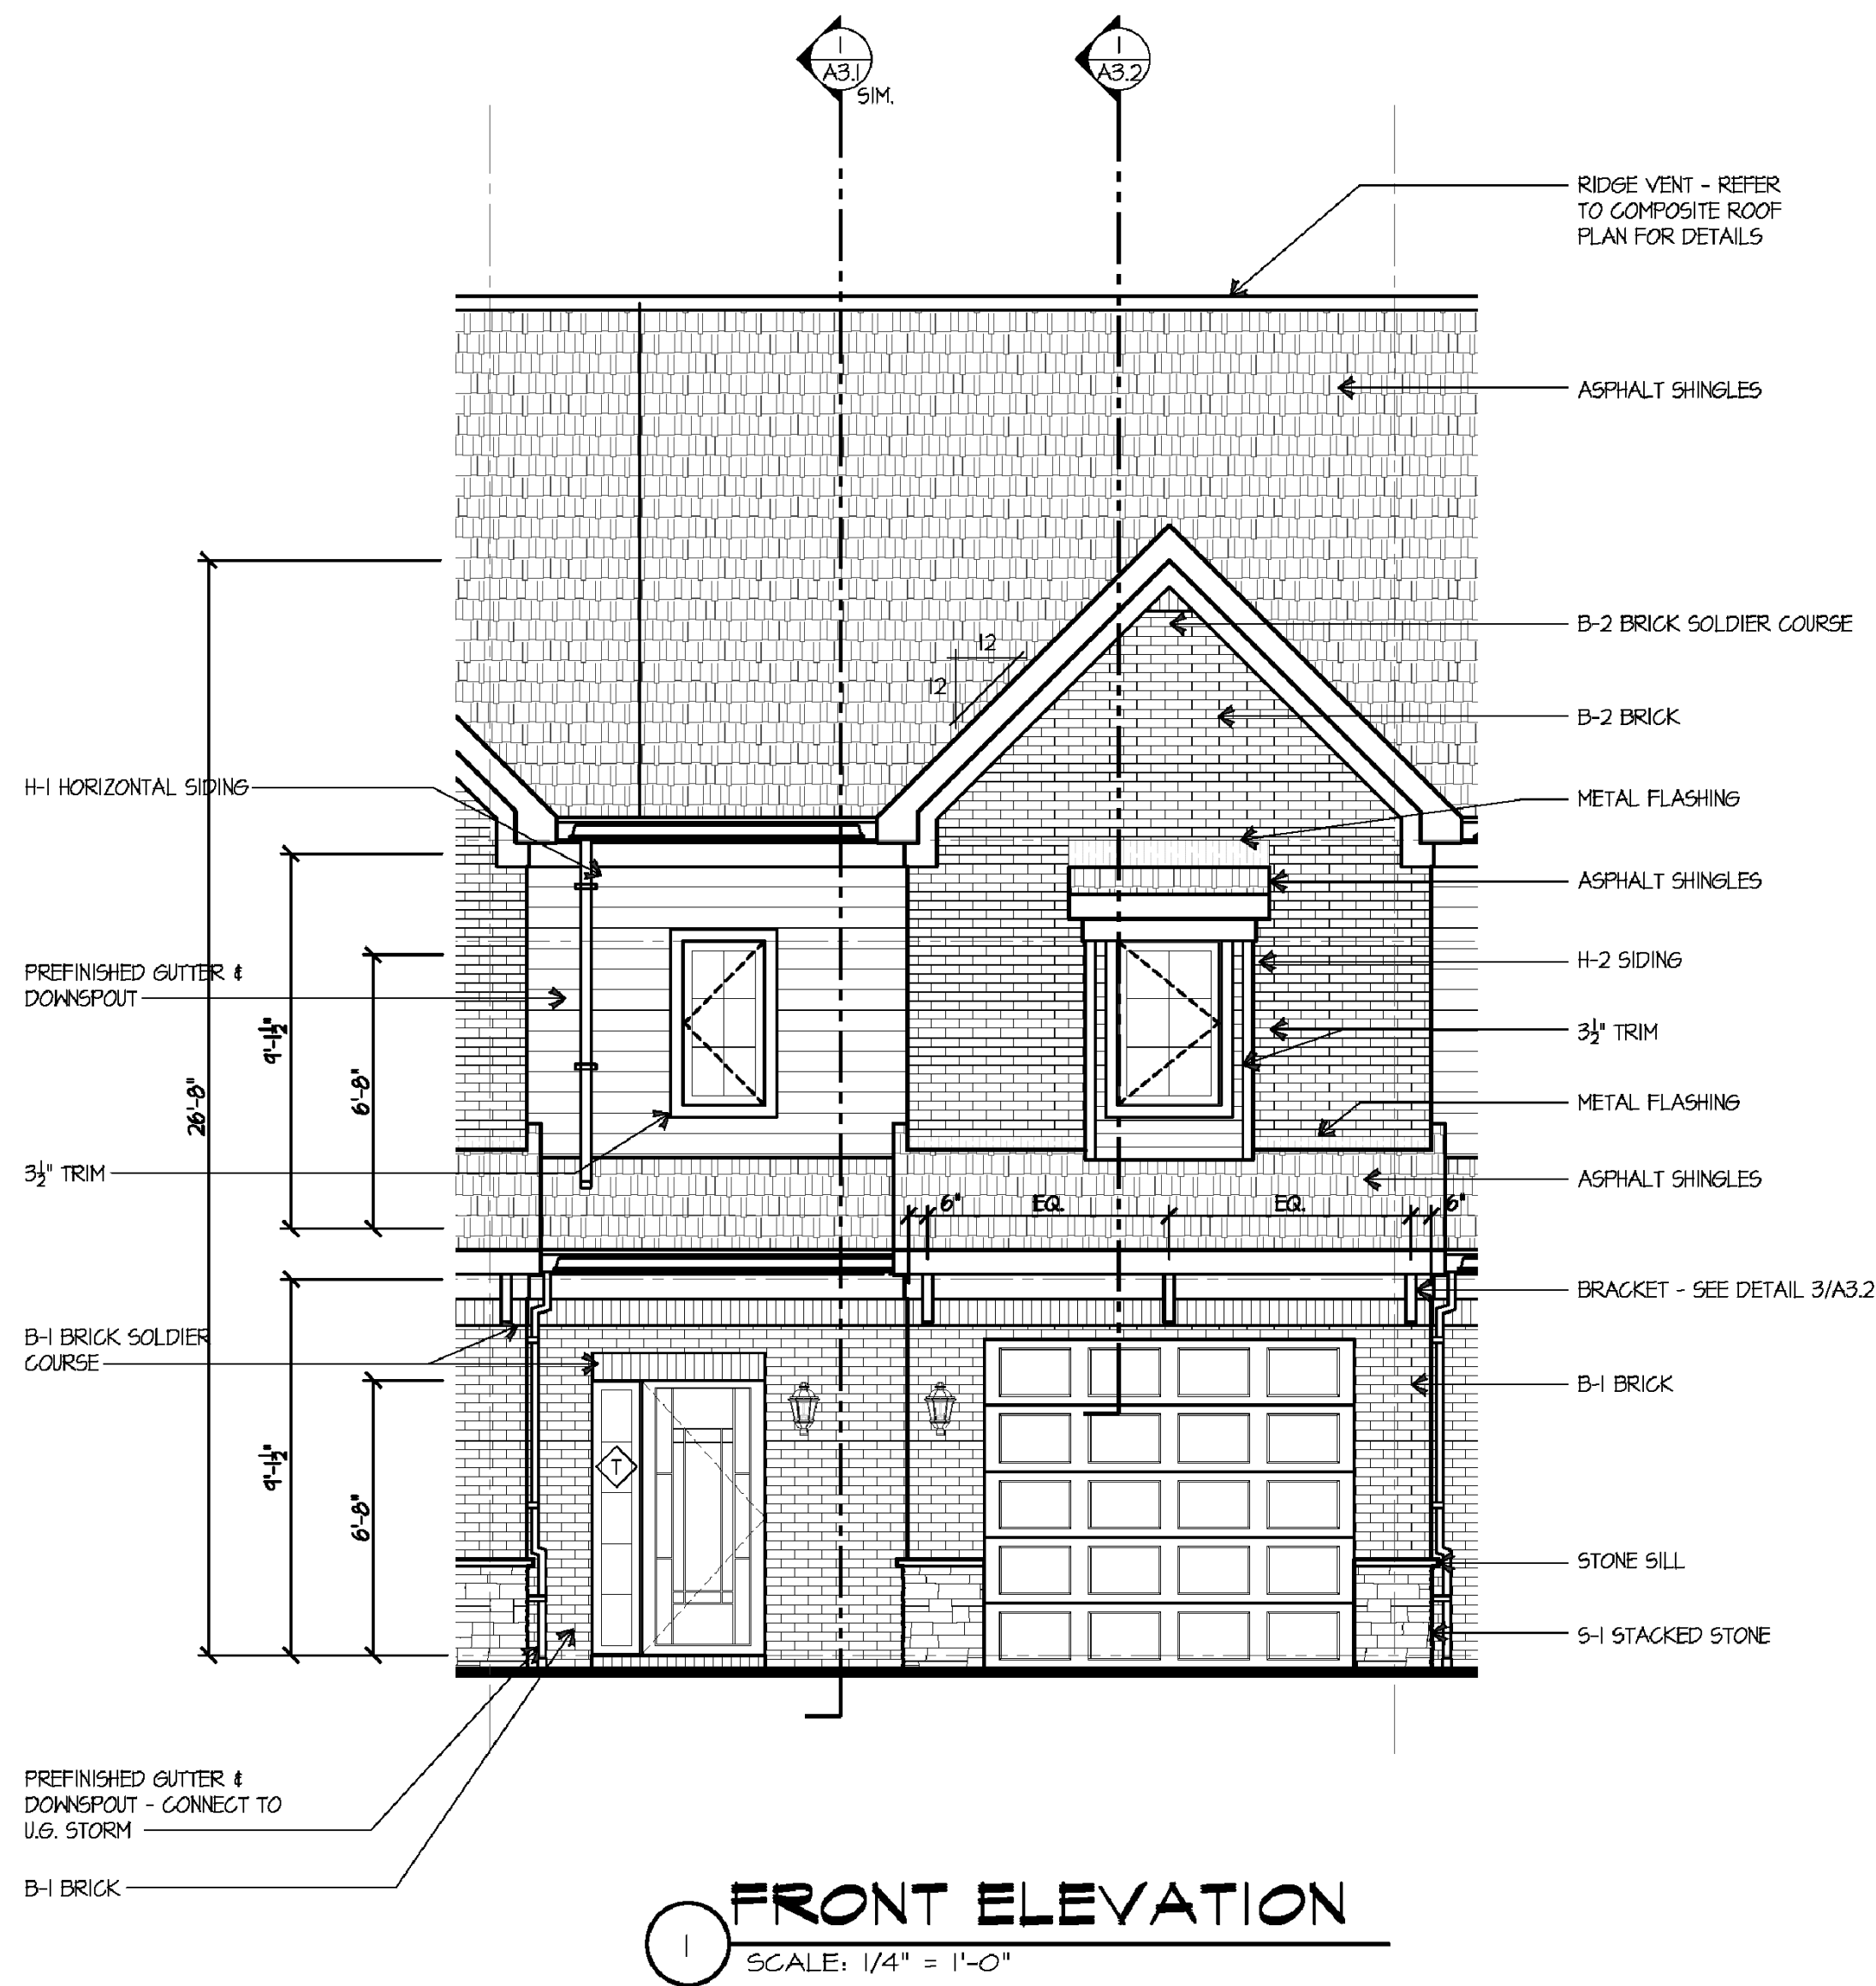 1
A3.1
SIM.
1
A3.2
RIDGE VENT - REFER
TO COMPOSITE ROOF
PLAN FOR DETAILS
ASPHALT SHINGLES
B-2 BRICK SOLDIER COURSE
12
12
B-2 BRICK
H-1 HORIZONTAL SIDING
METAL FLASHING
ASPHALT SHINGLES
PREFINISHED GUTTER &
DOWNSPOUT
H-2 SIDING
9'-1½"
26'-8"
6'-8"
3½" TRIM
METAL FLASHING
3½" TRIM
ASPHALT SHINGLES
6"
EQ.
EQ.
6"
BRACKET - SEE DETAIL 3/A3.2
B-1 BRICK SOLDIER
COURSE
B-1 BRICK
9'-1½"
6'-8"
T
STONE SILL
S-1 STACKED STONE
PREFINISHED GUTTER &
DOWNSPOUT - CONNECT TO
U.G. STORM
B-1 BRICK
1
FRONT ELEVATION
SCALE: 1/4" = 1'-0"